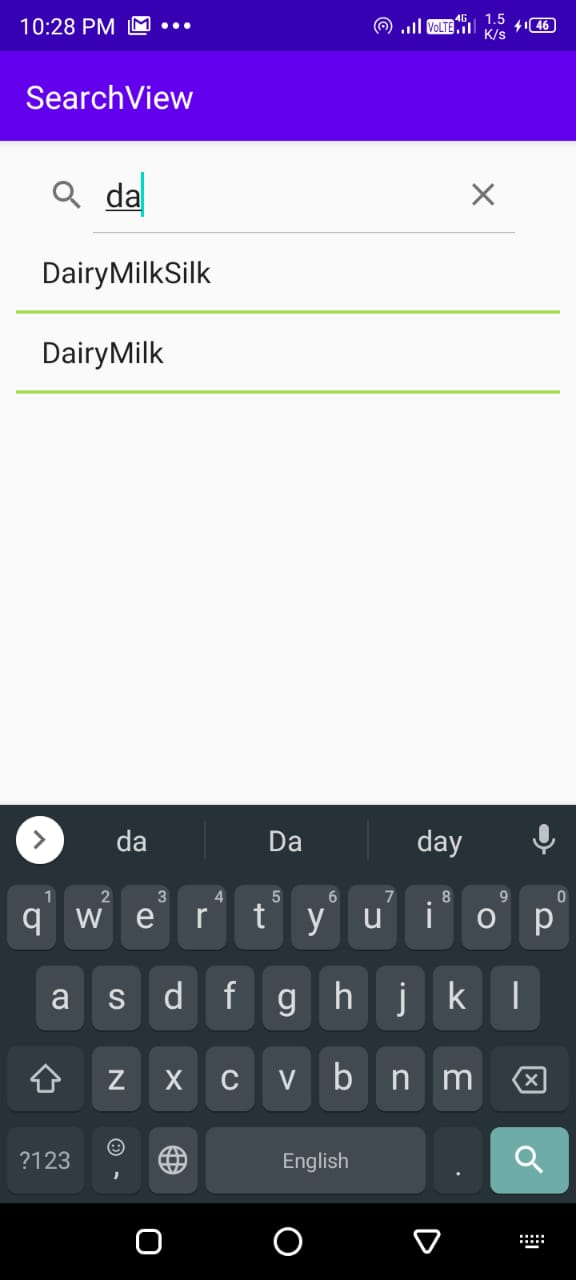 10:28 PM VoLTE 4G 1.5 K/s 46
SearchView
da
DairyMilkSilk
DairyMilk
da Da day
1 2 3 4 5 6 7 8 9 0
q w e r t y u i o p
a s d f g h j k l
z x c v b n m
?123 , English .